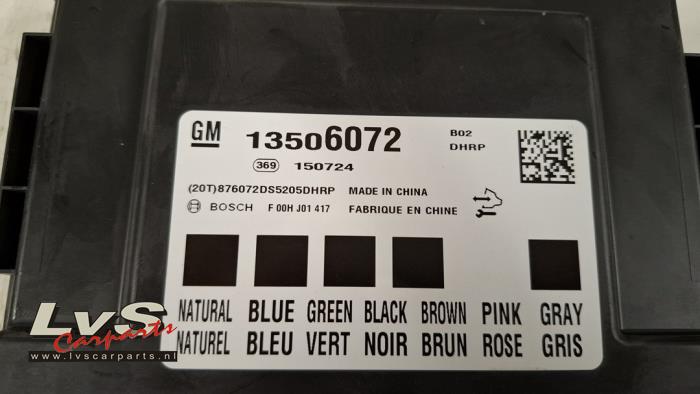 GM 13506072 B02
DHRP
369 150724
(20T)876072DS5205DHRP MADE IN CHINA
BOSCH F 00H J01 417 FABRIQUE EN CHINE
NATURAL BLUE GREEN BLACK BROWN PINK GRAY
NATUREL BLEU VERT NOIR BRUN ROSE GRIS
LvS
Carparts
www.lvscarparts.nl